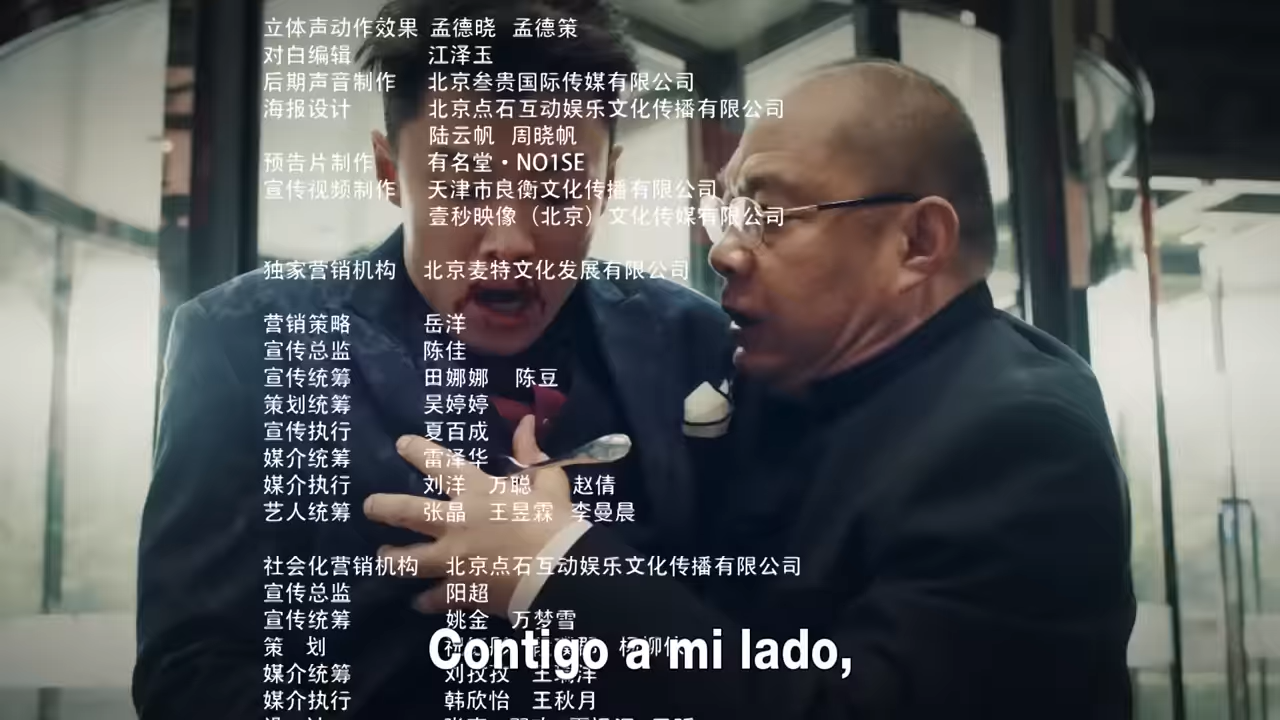 立体声动作效果 孟德晓 孟德策
对白编辑 江泽玉
后期声音制作 北京叁贵国际传媒有限公司
海报设计 北京点石互动娱乐文化传播有限公司
陆云帆 周晓帆
预告片制作 有名堂·NO1SE
宣传视频制作 天津市良衡文化传播有限公司
壹秒映像（北京）文化传媒有限公司
独家营销机构 北京麦特文化发展有限公司
营销策略 岳洋
宣传总监 陈佳
宣传统筹 田娜娜 陈豆
策划统筹 吴婷婷
宣传执行 夏百成
媒介统筹 雷泽华
媒介执行 刘洋 万聪 赵倩
艺人统筹 张晶 王昱霖 李曼晨
社会化营销机构 北京点石互动娱乐文化传播有限公司
宣传总监 阳超
宣传统筹 姚金 万梦雪
策 划
Contigo a mi lado,
媒介统筹
媒介执行 韩欣怡 王秋月